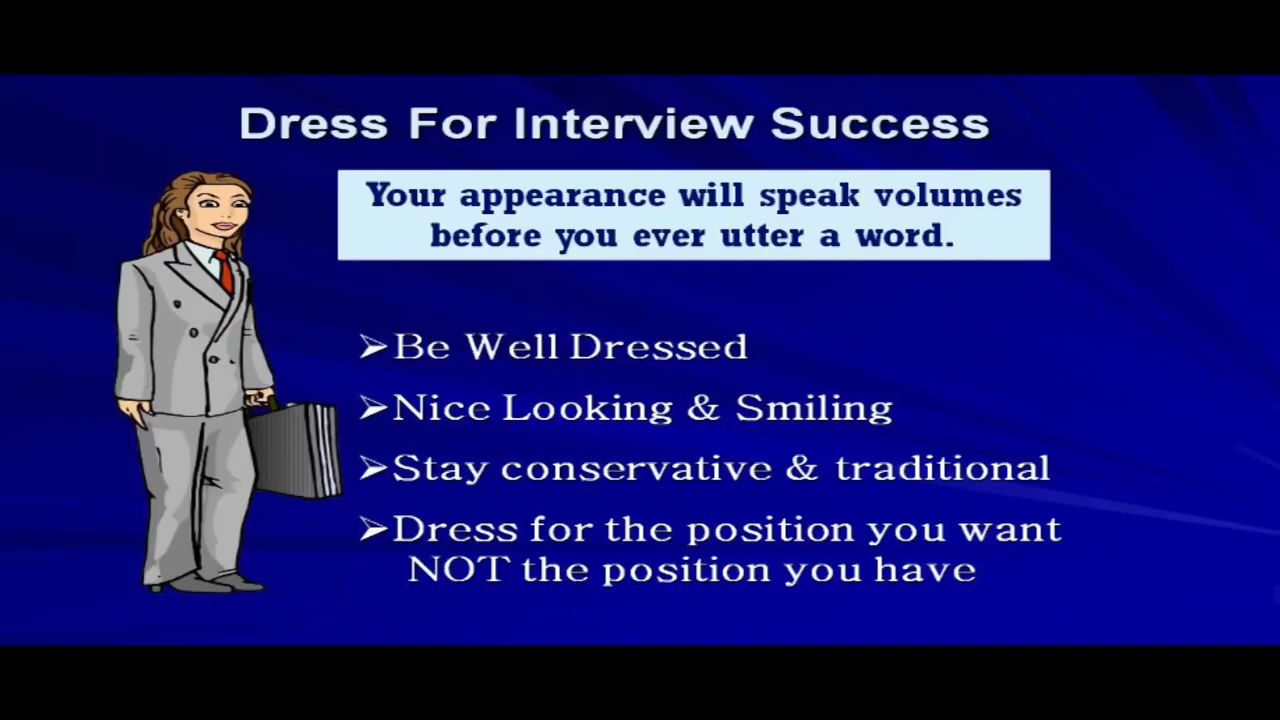 Dress For Interview Success
Your appearance will speak volumes
before you ever utter a word.
➢Be Well Dressed
➢Nice Looking & Smiling
➢Stay conservative & traditional
➢Dress for the position you want
NOT the position you have